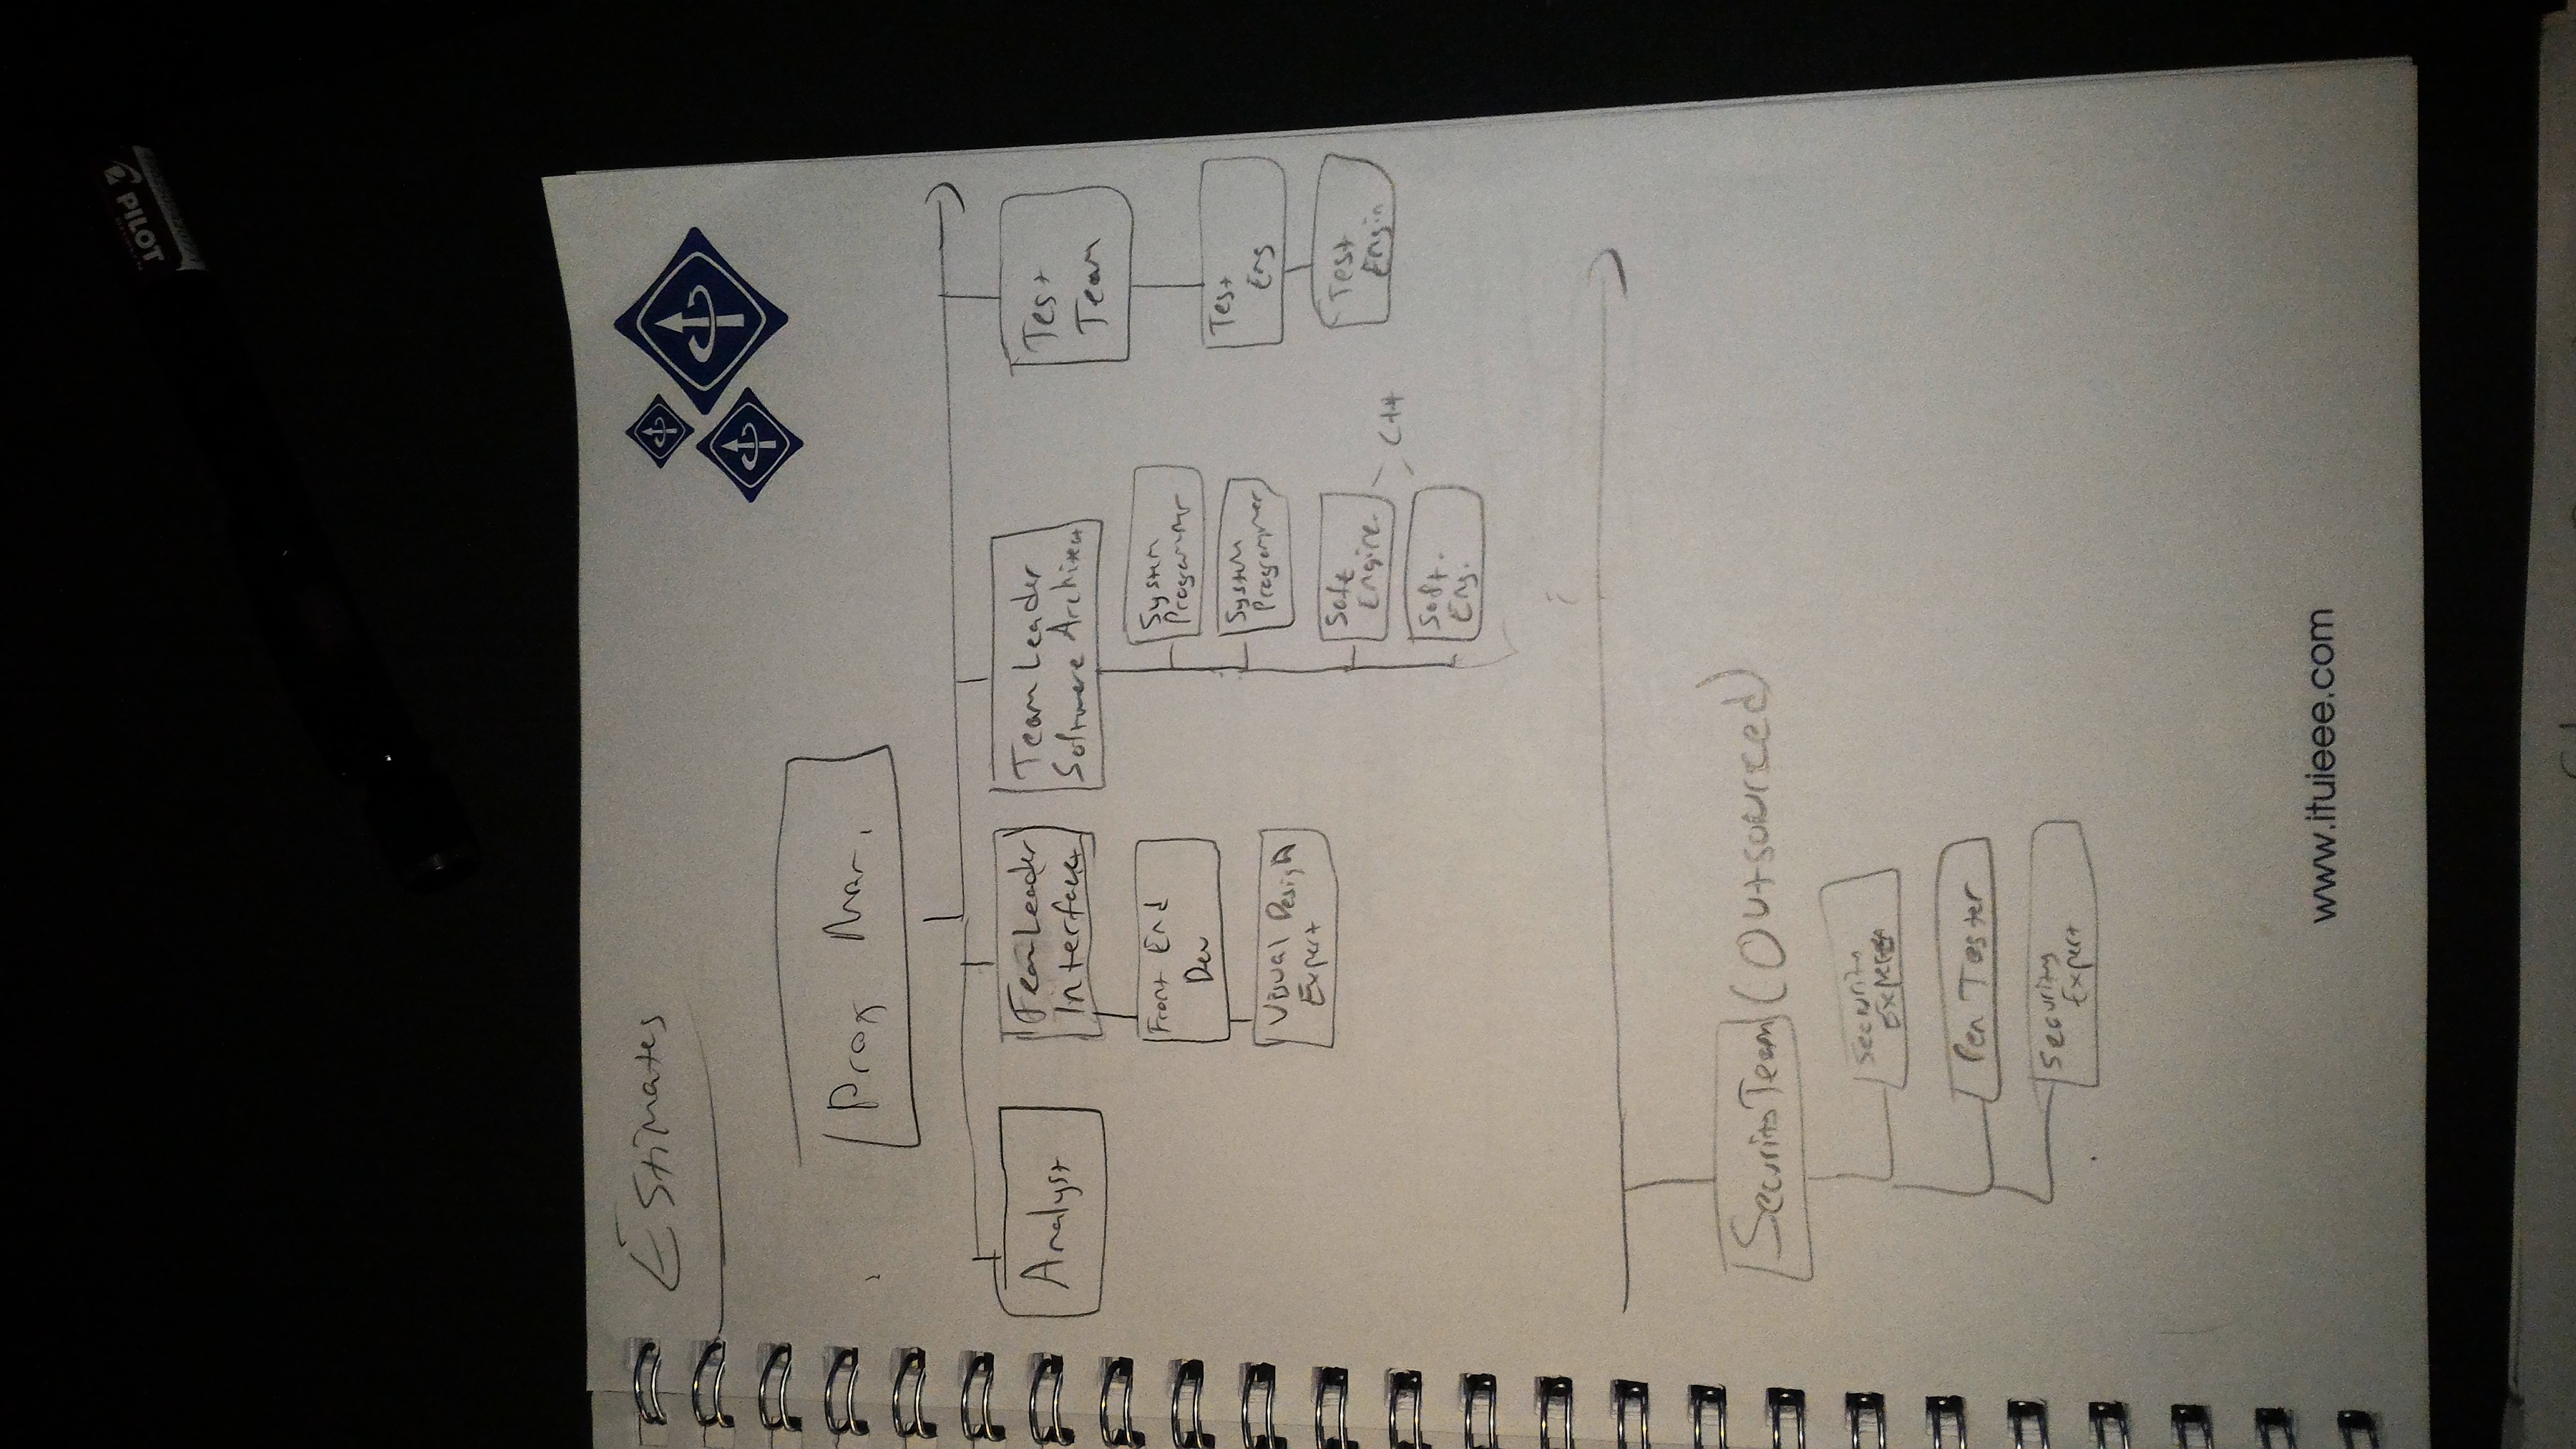 PILOT
Estimates
Prog Man.
Analyst
Team Leader
Interface
Team Leader
Software Architect
Test
Team
Front End
Dev
Visual Design
Expert
System
Programmer
System
Programmer
Soft
Engine.
Soft.
Eng.
C++
Test
Eng
Test
Engin
Security Team (Outsourced)
Security
Expert
Pen Tester
Security
Expert
www.ituieee.com